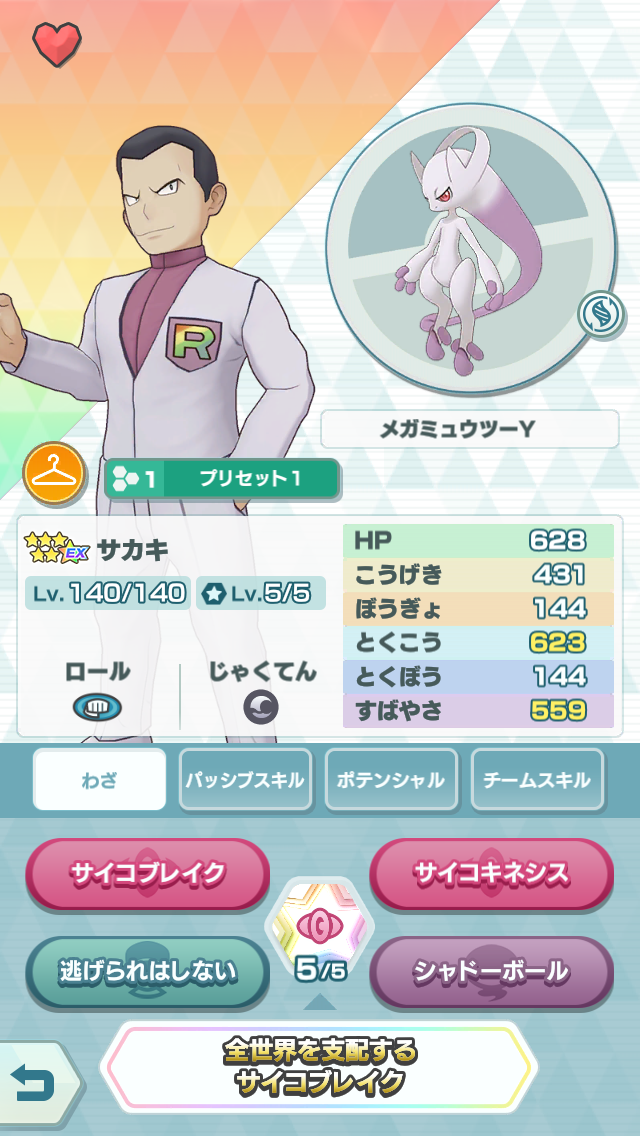 R
メガミュウツーY
1 プリセット1
EX サカキ
Lv.140/140 Lv.5/5
ロール じゃくてん
HP 628
こうげき 431
ぼうぎょ 144
とくこう 623
とくぼう 144
すばやさ 559
わざ パッシブスキル ポテンシャル チームスキル
サイコブレイク サイコキネシス
5/5
逃げられはしない シャドーボール
全世界を支配する
サイコブレイク